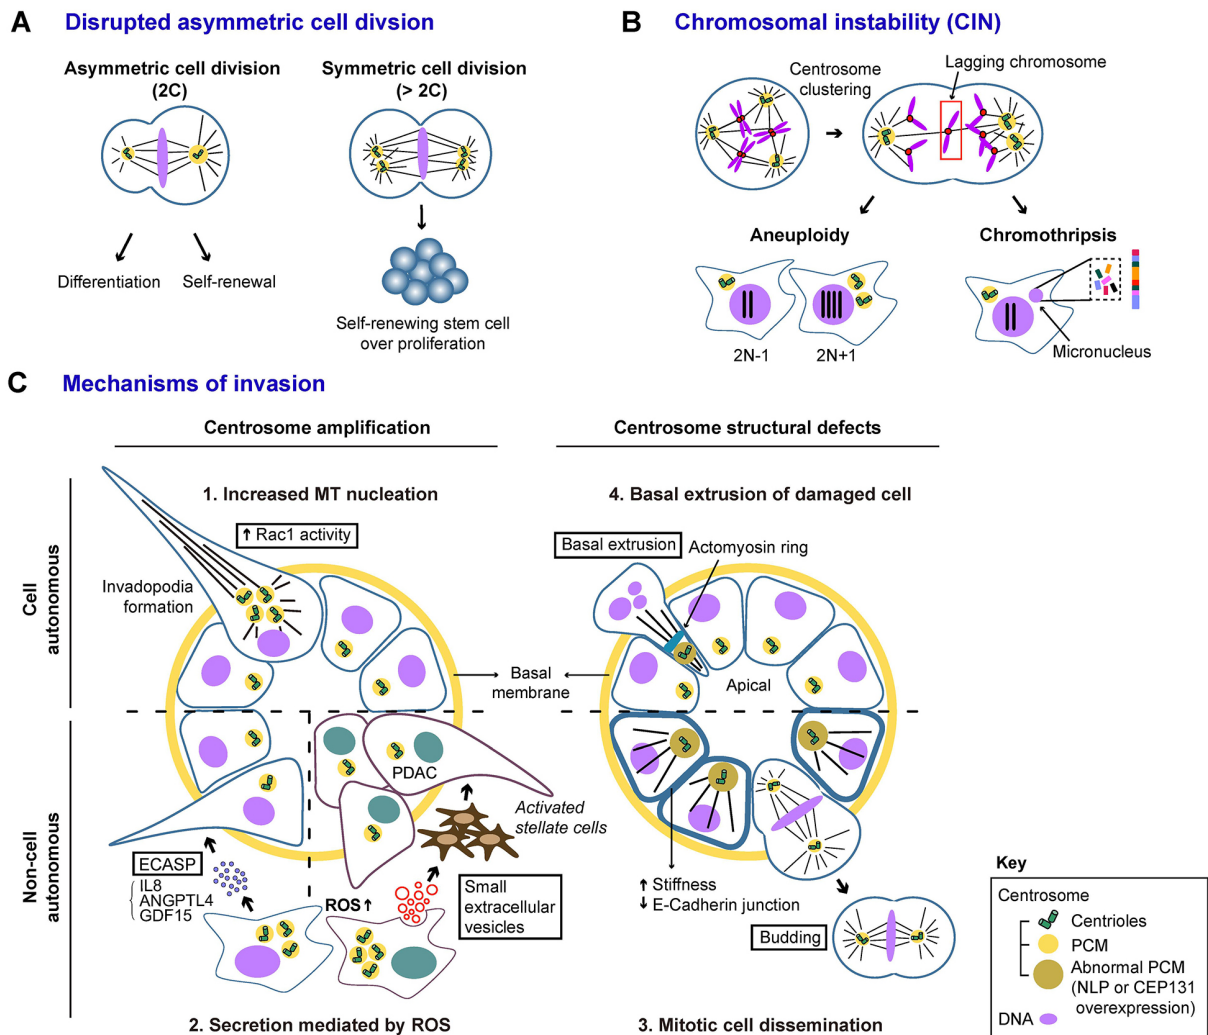 A Disrupted asymmetric cell divsion
Asymmetric cell division
(2C)
Symmetric cell division
(> 2C)
Differentiation
Self-renewal
Self-renewing stem cell
over proliferation
B Chromosomal instability (CIN)
Centrosome
clustering
Lagging chromosome
Aneuploidy
Chromothripsis
2N-1
2N+1
Micronucleus
C Mechanisms of invasion
Centrosome amplification
Centrosome structural defects
Cell
autonomous
Non-cell
autonomous
1. Increased MT nucleation
↑ Rac1 activity
Invadopodia
formation
4. Basal extrusion of damaged cell
Basal extrusion
Actomyosin ring
Basal
membrane
Apical
PDAC
Activated
stellate cells
ECASP
IL8
ANGPTL4
GDF15
ROS↑
Small
extracellular
vesicles
2. Secretion mediated by ROS
↑ Stiffness
↓ E-Cadherin junction
Budding
3. Mitotic cell dissemination
Key
Centrosome
Centrioles
PCM
Abnormal PCM
(NLP or CEP131
overexpression)
DNA